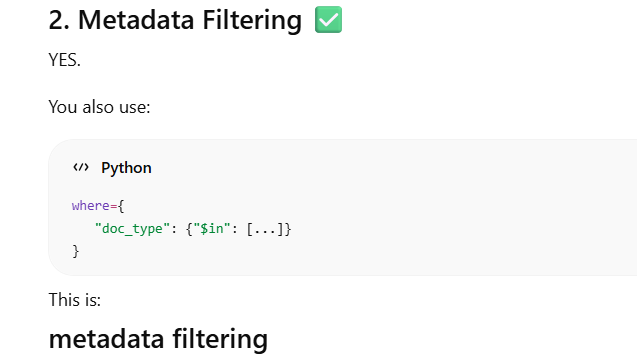 2. Metadata Filtering ✅
YES.
You also use:
</> Python
where={
"doc_type": {"$in": [...]}
}
This is:
metadata filtering